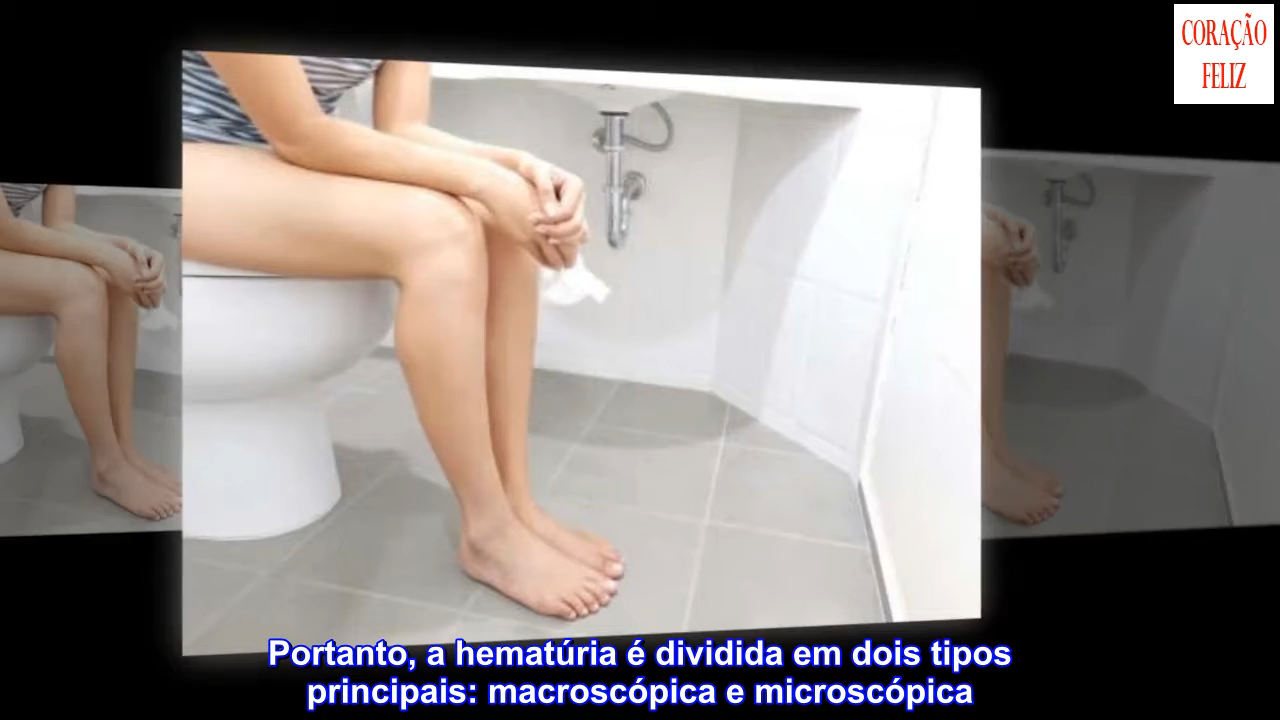 CORAÇÃO
FELIZ
Portanto, a hematúria é dividida em dois tipos
principais: macroscópica e microscópica